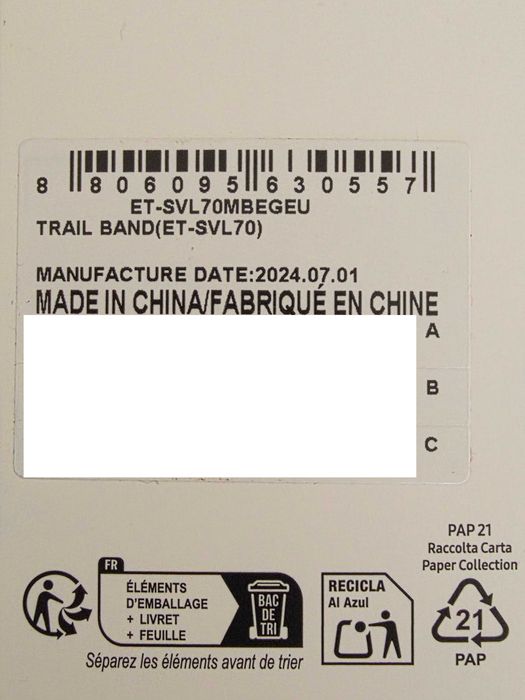 8 806095 630557
ET-SVL70MBEGEU
TRAIL BAND(ET-SVL70)
MANUFACTURE DATE:2024.07.01
MADE IN CHINA/FABRIQUÉ EN CHINE
A
B
C
PAP 21
Raccolta Carta
Paper Collection
FR
ÉLÉMENTS
D'EMBALLAGE
+ LIVRET
+ FEUILLE
BAC
DE
TRI
Séparez les éléments avant de trier
RECICLA
Al Azul
21
PAP